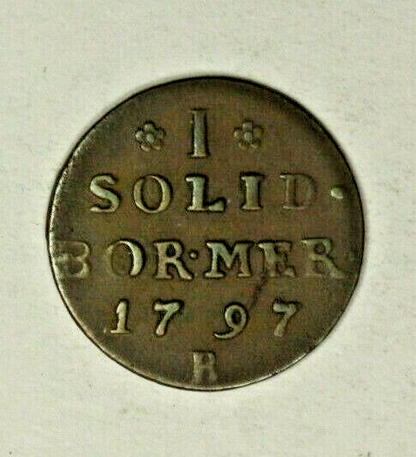 I
SOLID·
BOR·MER
1797
B